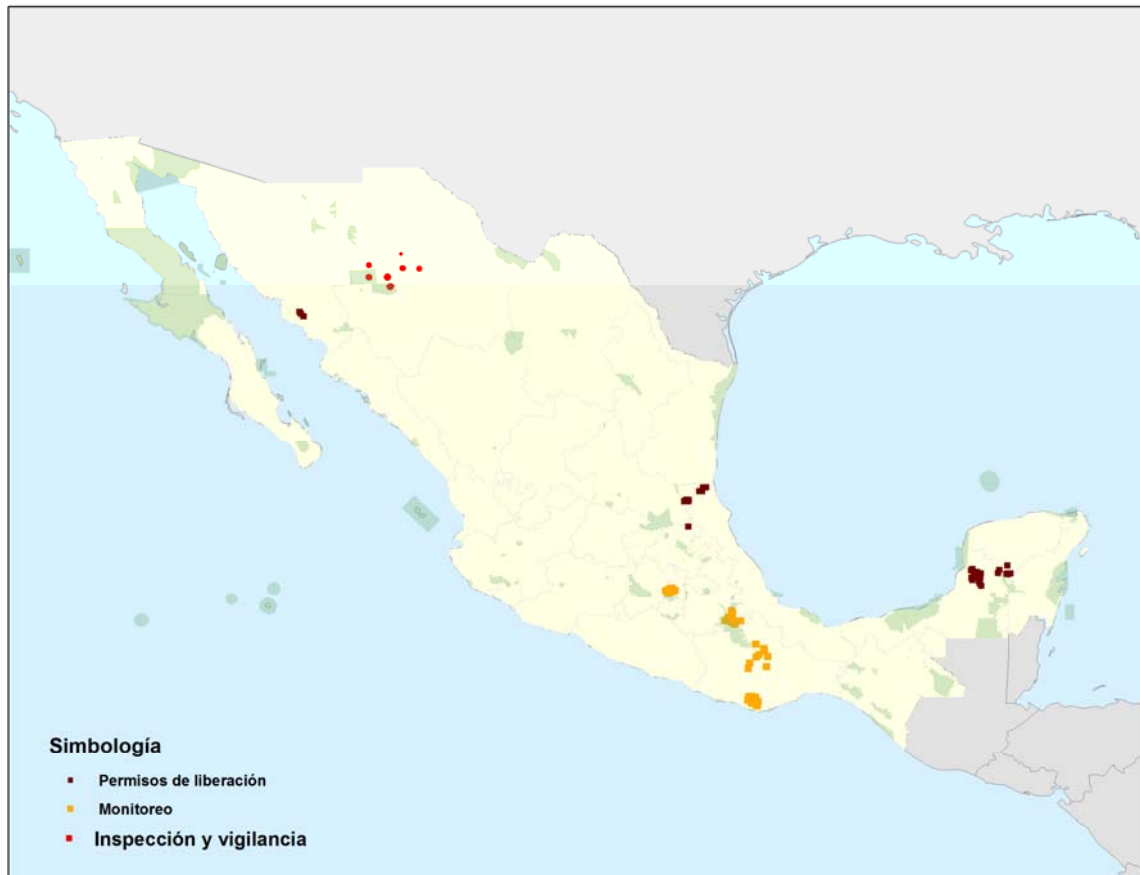 Simbología
Permisos de liberación
Monitoreo
Inspección y vigilancia